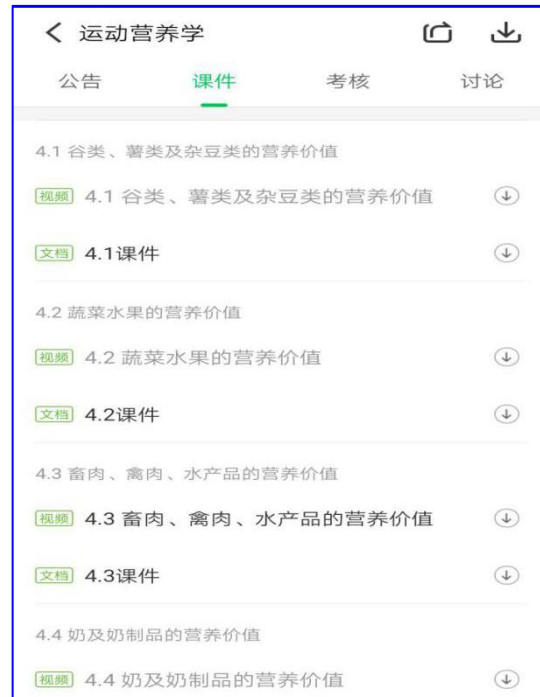 运动营养学
公告 课件 考核 讨论
4.1 谷类、薯类及杂豆类的营养价值
视频 4.1 谷类、薯类及杂豆类的营养价值
文档 4.1课件
4.2 蔬菜水果的营养价值
视频 4.2 蔬菜水果的营养价值
文档 4.2课件
4.3 畜肉、禽肉、水产品的营养价值
视频 4.3 畜肉、禽肉、水产品的营养价值
文档 4.3课件
4.4 奶及奶制品的营养价值
视频 4.4 奶及奶制品的营养价值